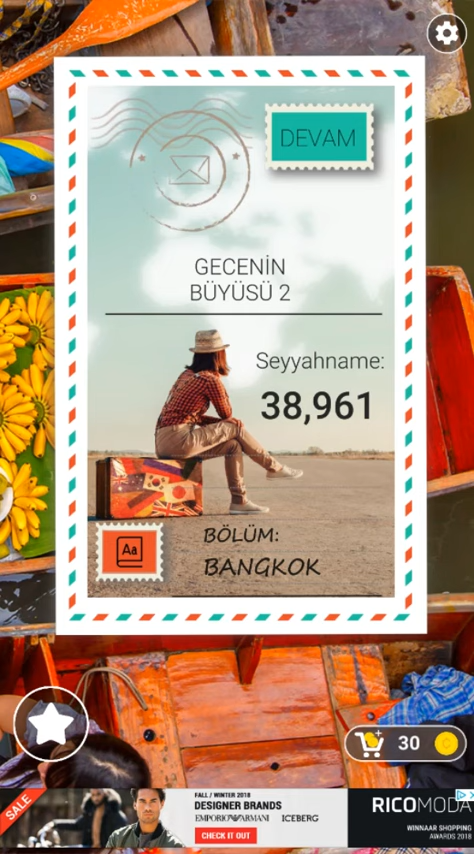 DEVAM
GECENİN
BÜYÜSÜ 2
Seyyahname:
38,961
Aa
BÖLÜM:
BANGKOK
30
SALE
FALL / WINTER 2018
DESIGNER BRANDS
EMPORIO ARMANI ICEBERG
CHECK IT OUT
RICOMODA
WINNAAR SHOPPING
AWARDS 2018